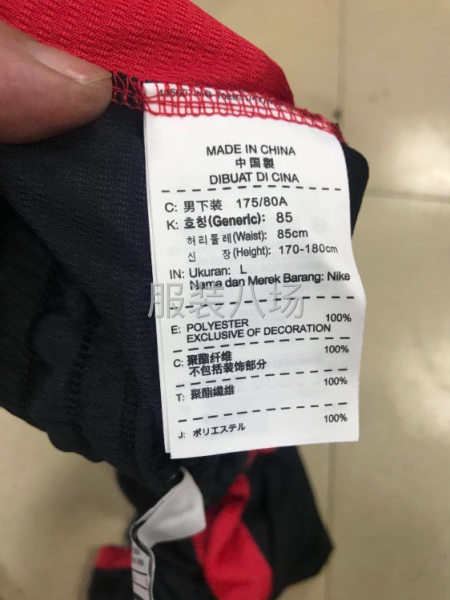 MADE IN CHINA
中國製
DIBUAT DI CINA
C: 男下装 175/80A
K: 호칭(Generic): 85
허리둘레(Waist): 85cm
신 장(Height): 170-180cm
IN: Ukuran: L
Nama dan Merek Barang: Nike
服装八场
E: POLYESTER 100%
EXCLUSIVE OF DECORATION
C: 聚酯纤维 100%
不包括装饰部分
T: 聚酯纖維 100%
J: ポリエステル 100%